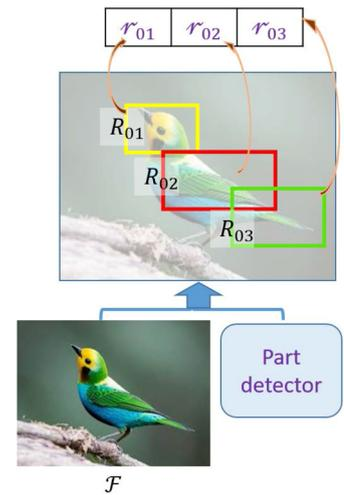 𝓇₀₁ 𝓇₀₂ 𝓇₀₃
R₀₁
R₀₂
R₀₃
Part
detector
ℱ